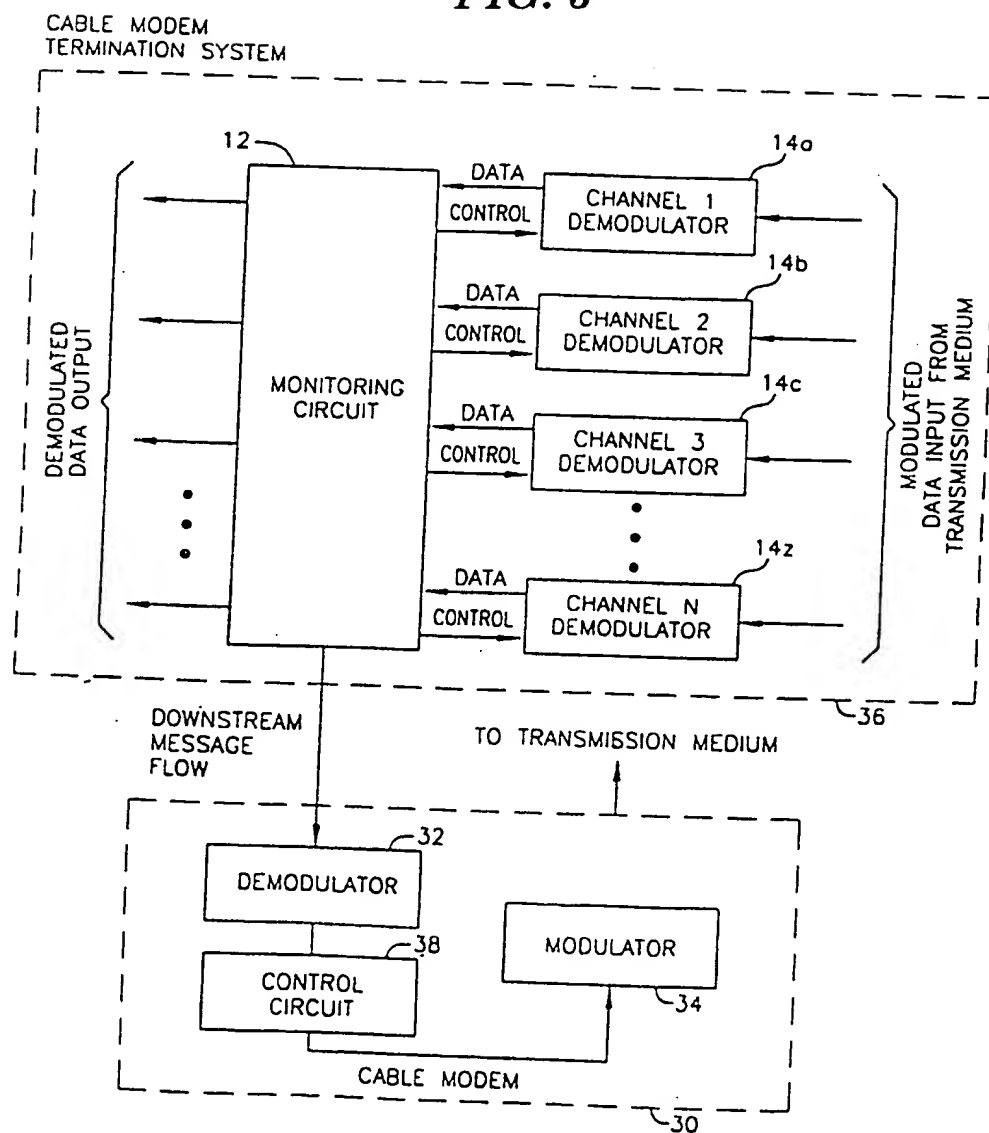 CABLE MODEM
TERMINATION SYSTEM
12
14a
DATA
CONTROL
CHANNEL 1
DEMODULATOR
14b
DATA
CONTROL
CHANNEL 2
DEMODULATOR
14c
DATA
CONTROL
CHANNEL 3
DEMODULATOR
14z
DATA
CONTROL
CHANNEL N
DEMODULATOR
MONITORING
CIRCUIT
DEMODULATED
DATA OUTPUT
MODULATED
DATA INPUT FROM
TRANSMISSION MEDIUM
36
DOWNSTREAM
MESSAGE
FLOW
TO TRANSMISSION MEDIUM
32
DEMODULATOR
38
CONTROL
CIRCUIT
MODULATOR
34
CABLE MODEM
30